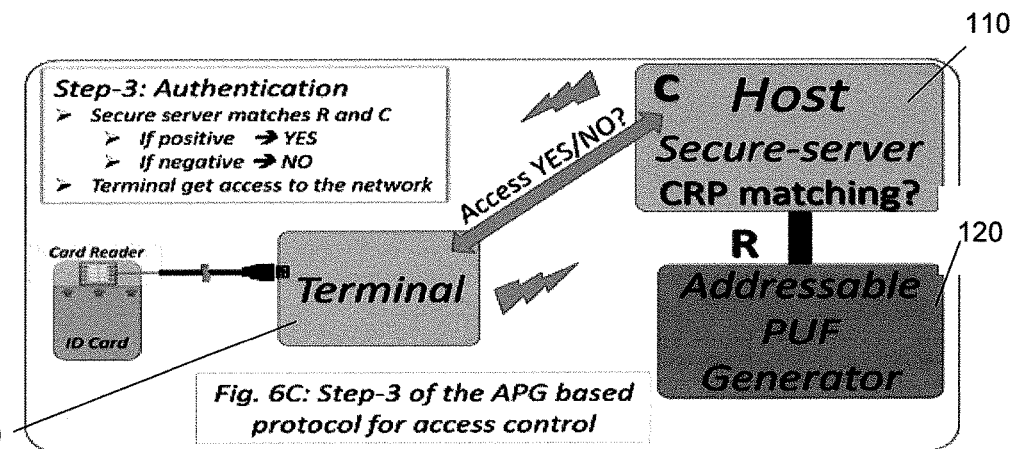 110
Step-3: Authentication
➢ Secure server matches R and C
➢ If positive ➔ YES
➢ If negative ➔ NO
➢ Terminal get access to the network
C Host
Secure-server
CRP matching?
Access YES/NO?
R
120
Addressable
PUF
Generator
Card Reader
ID Card
Terminal
Fig. 6C: Step-3 of the APG based
protocol for access control